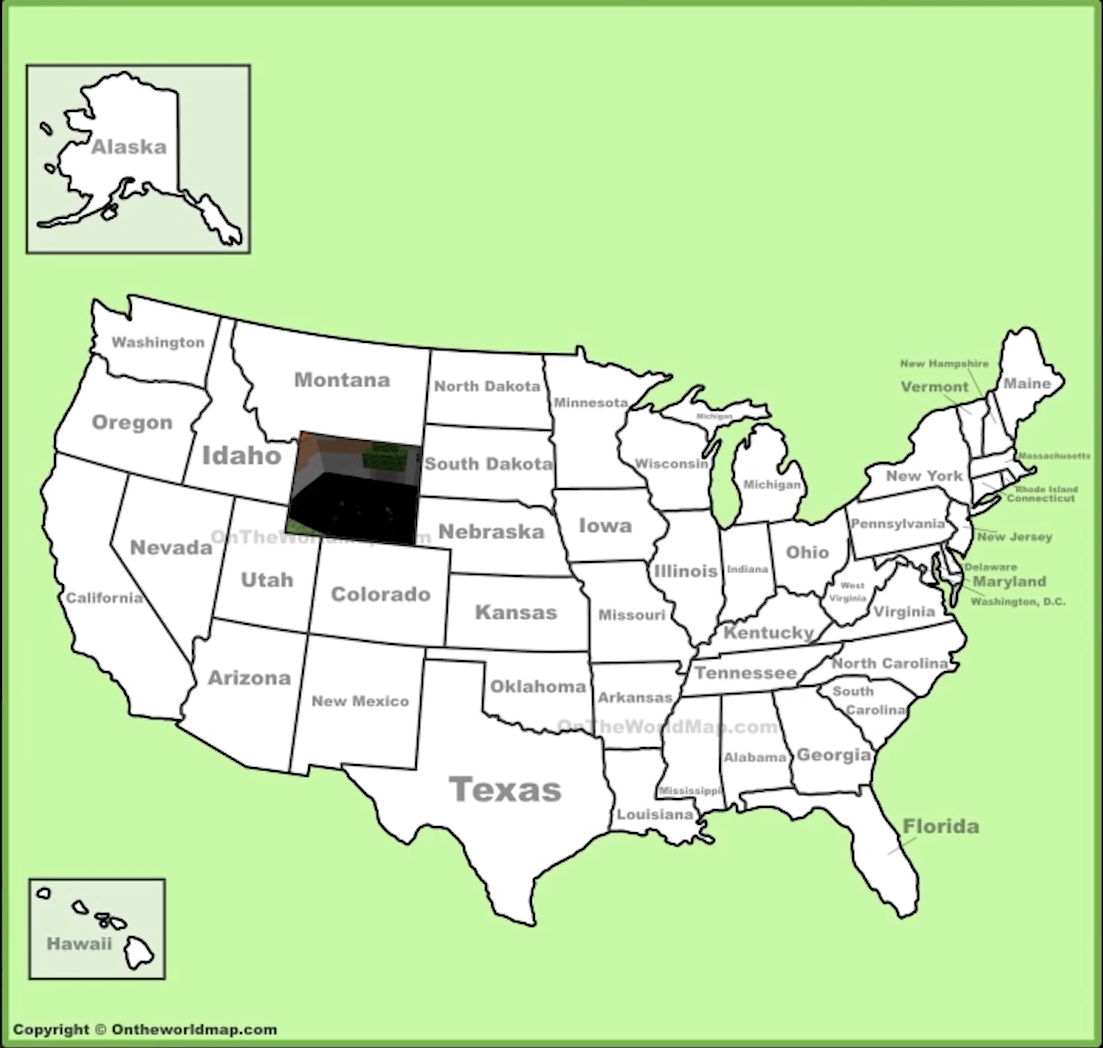 Alaska
Washington
Montana
North Dakota
Minnesota
Michigan
New Hampshire
Vermont
Maine
Oregon
Idaho
South Dakota
Wisconsin
Michigan
New York
Massachusetts
Rhode Island
Connecticut
OnTheWor
m
Nevada
Nebraska
Iowa
Pennsylvania
New Jersey
Ohio
Utah
Colorado
Illinois
Indiana
Delaware
Maryland
West
Virginia
Washington, D.C.
California
Kansas
Missouri
Virginia
Kentucky
Arizona
New Mexico
Oklahoma
Arkansas
Tennessee
North Carolina
South
Carolina
OnTheWorldMap.com
Texas
Mississippi
Alabama
Georgia
Louisiana
Florida
Hawaii
Copyright © Ontheworldmap.com